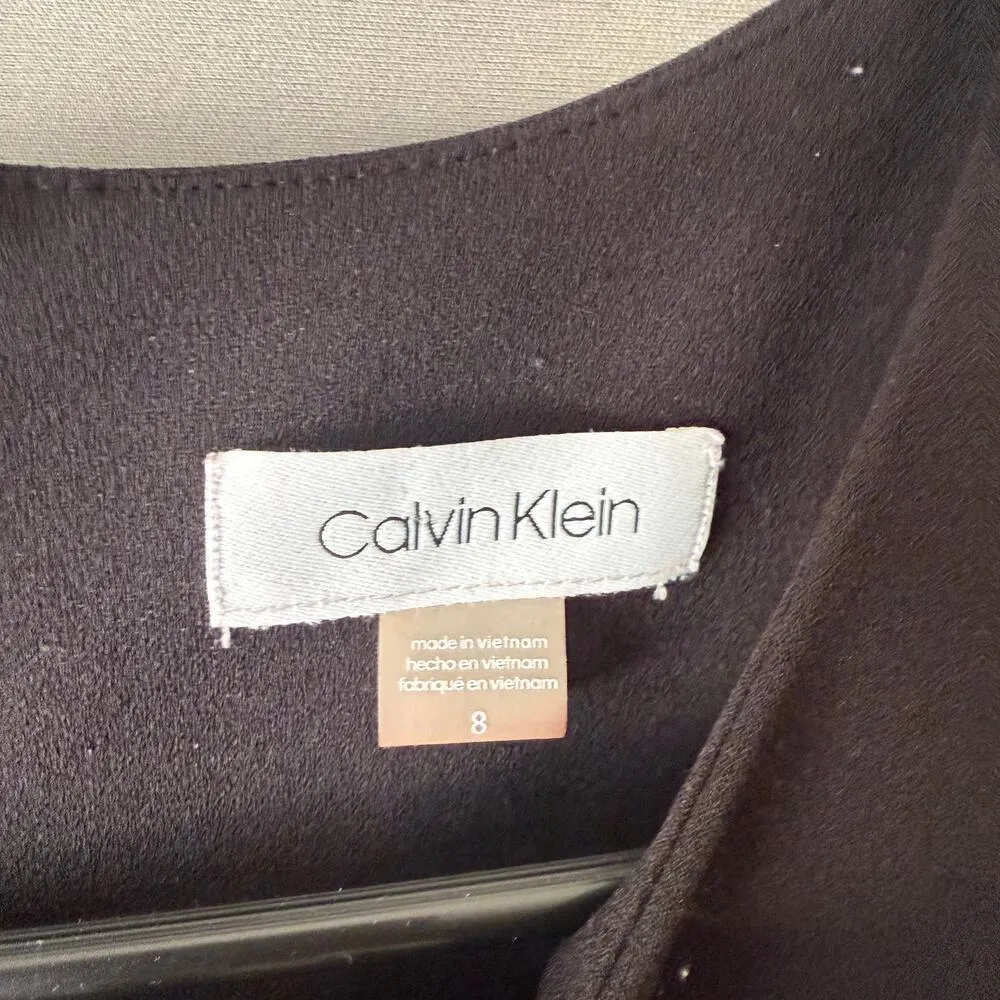 Calvin Klein
made in vietnam
hecho en vietnam
fabriqué en vietnam
8